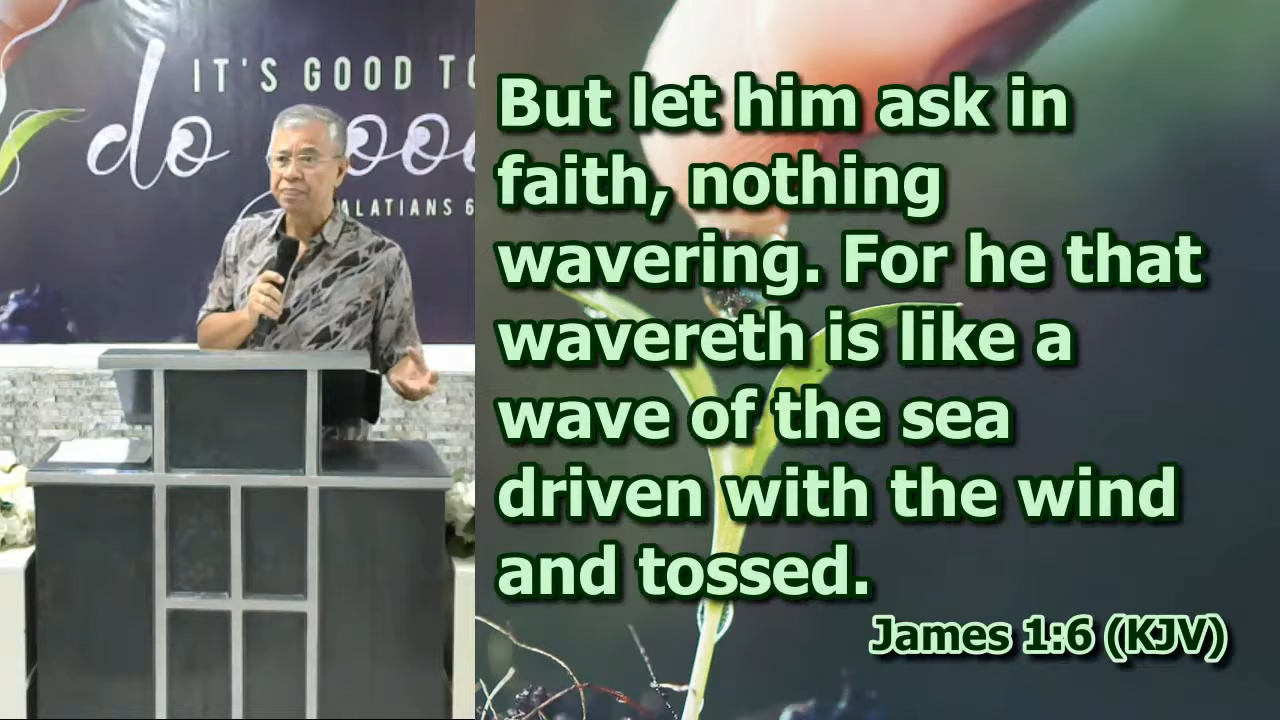 IT'S GOOD TO
do
ALATIANS 6
But let him ask in
faith, nothing
wavering. For he that
wavereth is like a
wave of the sea
driven with the wind
and tossed.
James 1:6 (KJV)